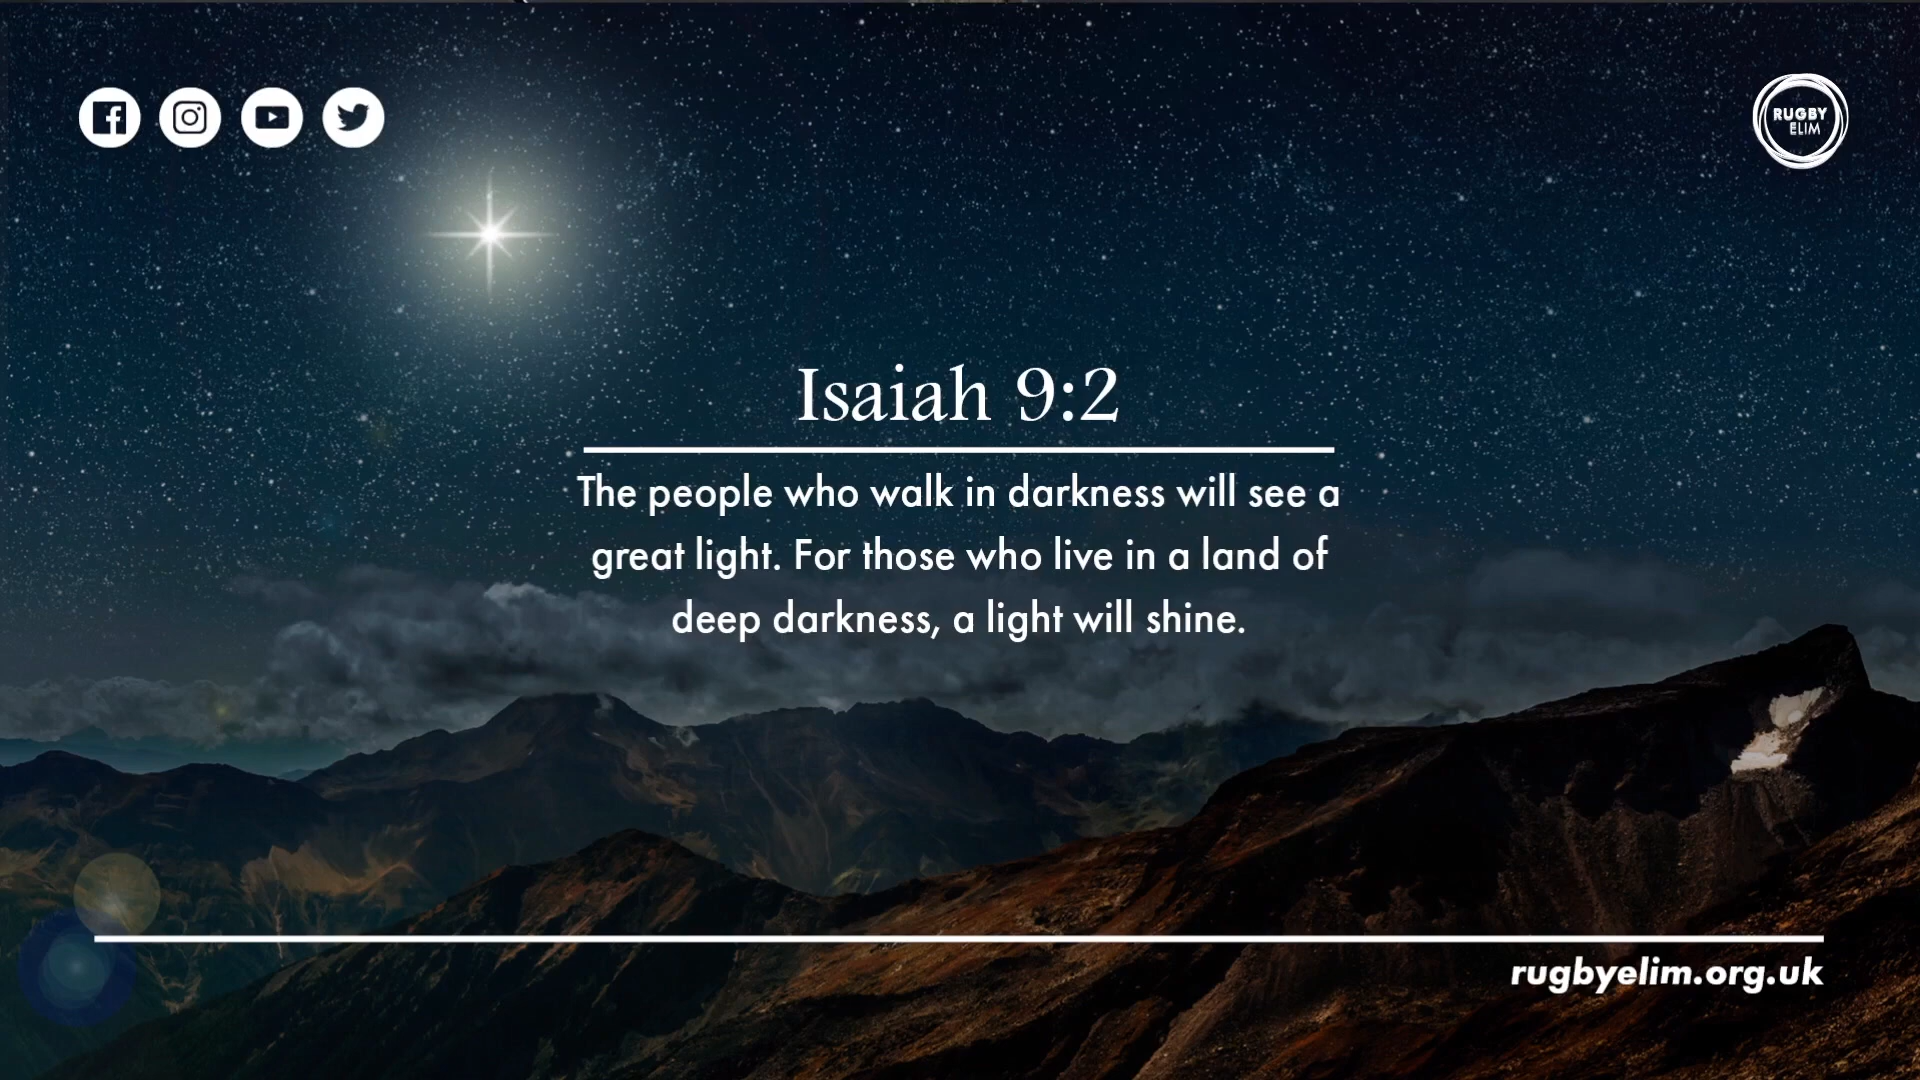 RUGBY
ELIM
Isaiah 9:2
The people who walk in darkness will see a
great light. For those who live in a land of
deep darkness, a light will shine.
rugbyelim.org.uk